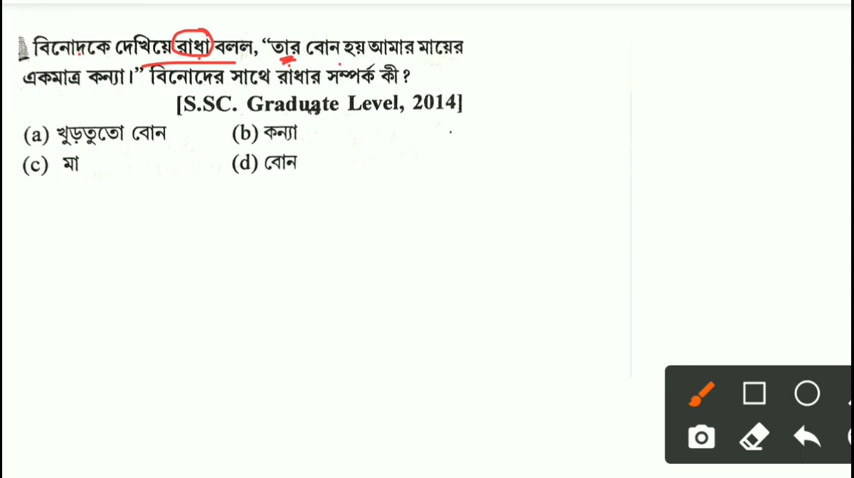 বিনোদকে দেখিয়ে রাধা বলল, “তার বোন হয় আমার মায়ের
একমাত্র কন্যা।” বিনোদের সাথে রাধার সম্পর্ক কী ?
[S.SC. Graduate Level, 2014]
(a) খুড়তুতো বোন (b) কন্যা
(c) মা (d) বোন